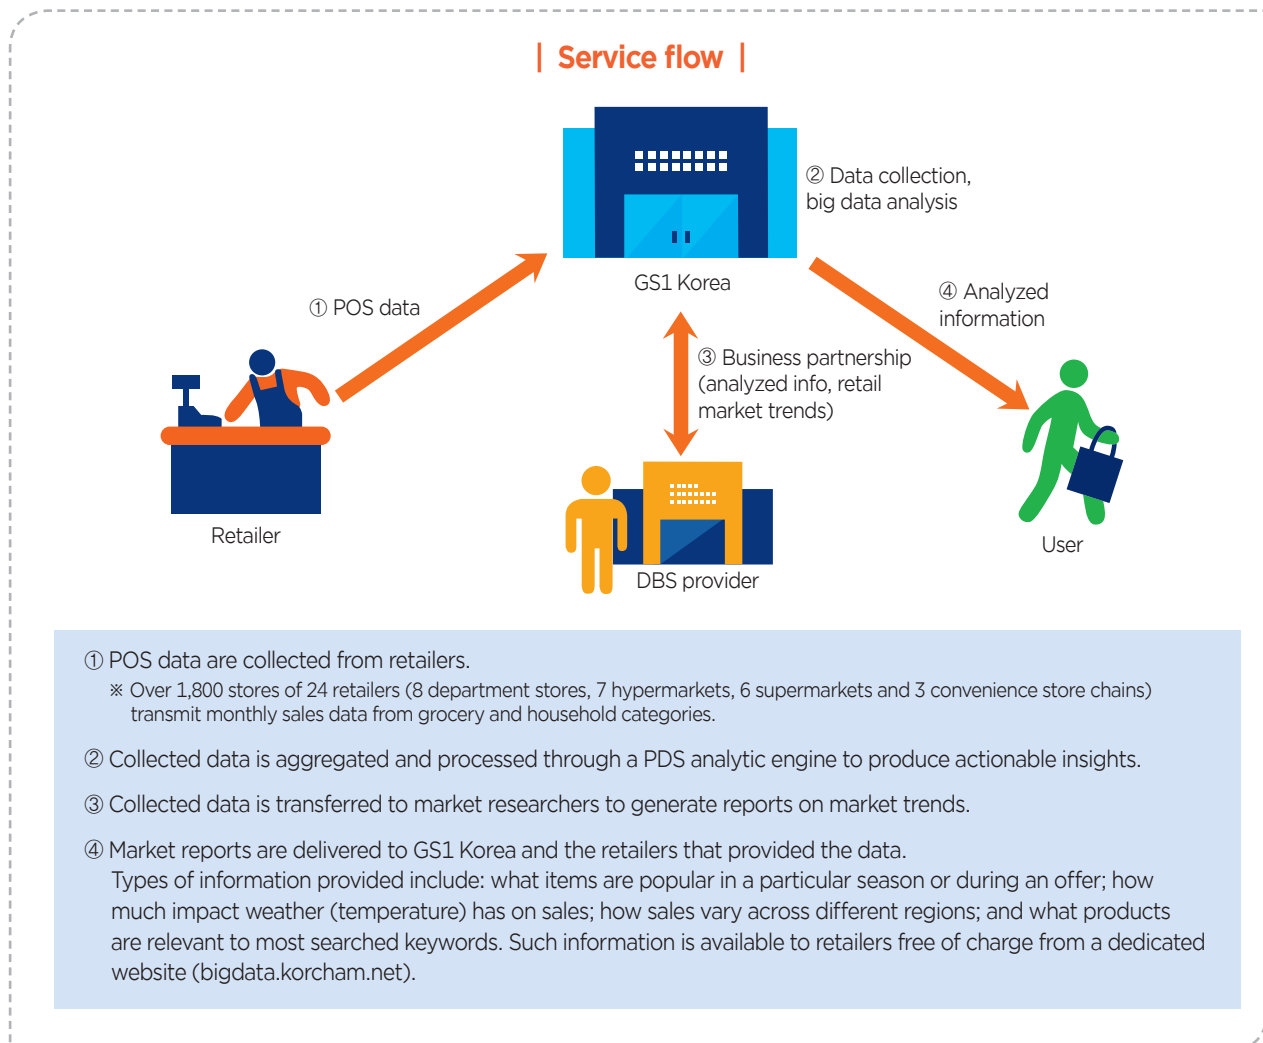 | Service flow |
② Data collection,
big data analysis
GS1 Korea
① POS data
④ Analyzed
information
③ Business partnership
(analyzed info, retail
market trends)
Retailer
DBS provider
User
① POS data are collected from retailers.
※ Over 1,800 stores of 24 retailers (8 department stores, 7 hypermarkets, 6 supermarkets and 3 convenience store chains)
transmit monthly sales data from grocery and household categories.
② Collected data is aggregated and processed through a PDS analytic engine to produce actionable insights.
③ Collected data is transferred to market researchers to generate reports on market trends.
④ Market reports are delivered to GS1 Korea and the retailers that provided the data.
Types of information provided include: what items are popular in a particular season or during an offer; how
much impact weather (temperature) has on sales; how sales vary across different regions; and what products
are relevant to most searched keywords. Such information is available to retailers free of charge from a dedicated
website (bigdata.korcham.net).